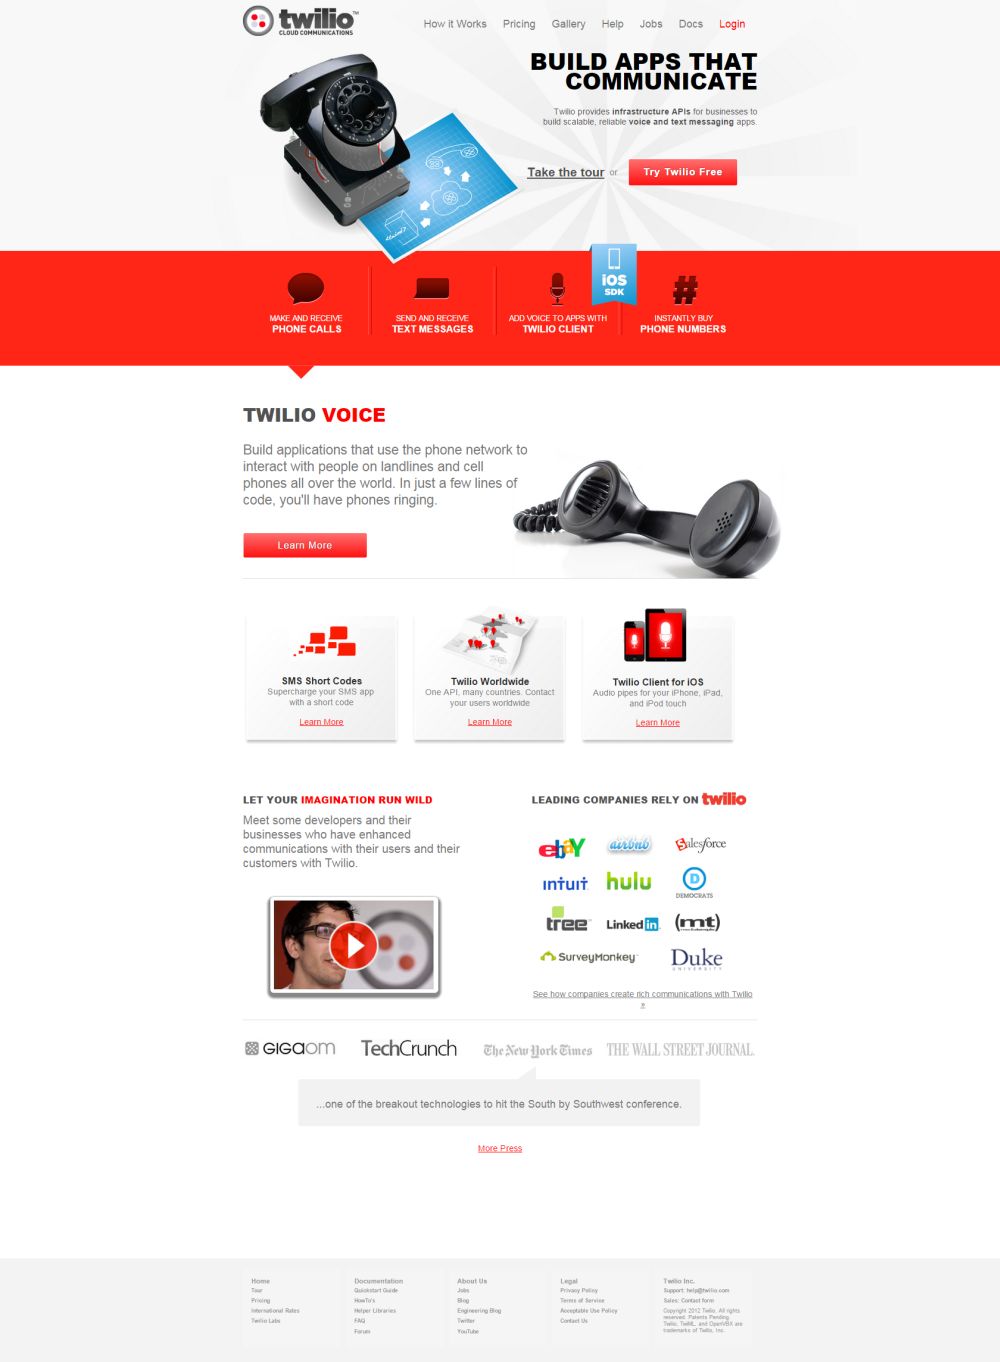 twilio™
CLOUD COMMUNICATIONS
How it Works Pricing Gallery Help Jobs Docs Login
BUILD APPS THAT
COMMUNICATE
Twilio provides infrastructure APIs for businesses to
build scalable, reliable voice and text messaging apps.
Take the tour or Try Twilio Free
iOS
SDK
MAKE AND RECEIVE
PHONE CALLS
SEND AND RECEIVE
TEXT MESSAGES
ADD VOICE TO APPS WITH
TWILIO CLIENT
#
INSTANTLY BUY
PHONE NUMBERS
TWILIO VOICE
Build applications that use the phone network to
interact with people on landlines and cell
phones all over the world. In just a few lines of
code, you'll have phones ringing.
Learn More
SMS Short Codes
Supercharge your SMS app
with a short code
Learn More
Twilio Worldwide
One API, many countries. Contact
your users worldwide
Learn More
Twilio Client for iOS
Audio pipes for your iPhone, iPad,
and iPod touch
Learn More
LET YOUR IMAGINATION RUN WILD
Meet some developers and their
businesses who have enhanced
communications with their users and their
customers with Twilio.
LEADING COMPANIES RELY ON twilio
ebaY airbnb salesforce
INTUIT hulu D
DEMOCRATS
tree LinkedIn (mt)
SurveyMonkey Duke
UNIVERSITY
See how companies create rich communications with Twilio
»
GIGAOM TechCrunch The New York Times THE WALL STREET JOURNAL.
...one of the breakout technologies to hit the South by Southwest conference.
More Press
Home
Tour
Pricing
International Rates
Twilio Labs
Documentation
Quickstart Guide
HowTo's
Helper Libraries
FAQ
Forum
About Us
Jobs
Blog
Engineering Blog
Twitter
YouTube
Legal
Privacy Policy
Terms of Service
Acceptable Use Policy
Contact Us
Twilio Inc.
Support: help@twilio.com
Sales: Contact form
Copyright 2012 Twilio. All rights
reserved. Patents Pending.
Twilio, TwiML, and OpenVBX are
trademarks of Twilio, Inc.